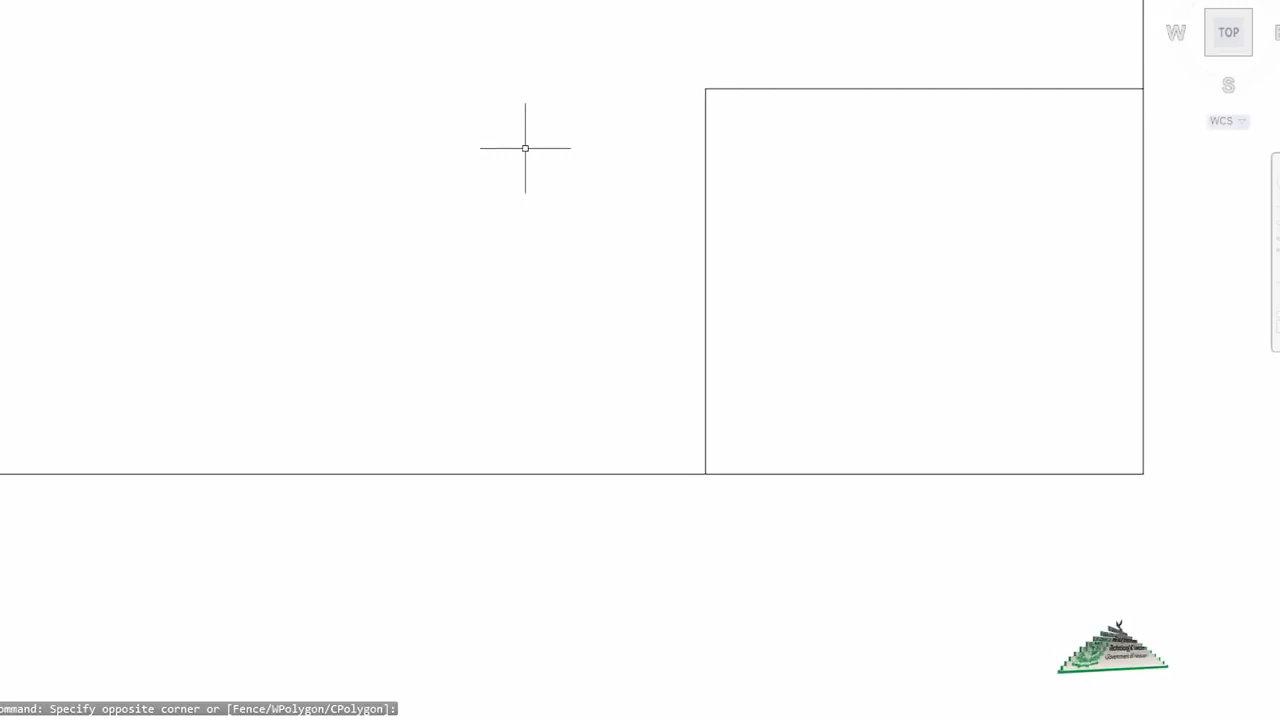 W
TOP
S
WCS
ommand: Specify opposite corner or [Fence/WPolygon/CPolygon]: